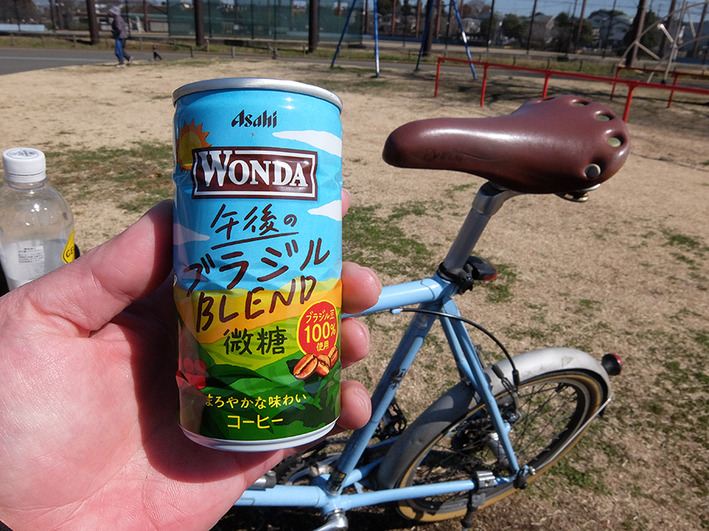 Asahi
WONDA
午後の
ブラジル
BLEND
微糖
ブラジル豆
100%
使用
まろやかな味わい
コーヒー